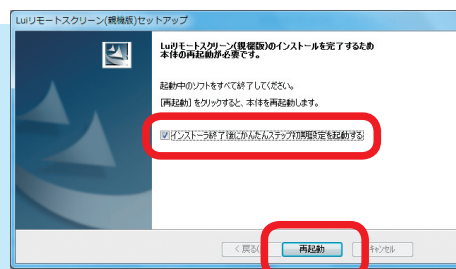 Luiリモートスクリーン(親機版)セットアップ
Luiリモートスクリーン(親機版)のインストールを完了するため
本体の再起動が必要です。
起動中のソフトをすべて終了してください。
[再起動] をクリックすると、本体を再起動します。
インストーラ終了後にかんたんステップ初期設定を起動する
< 戻る(
再起動
キャンセル